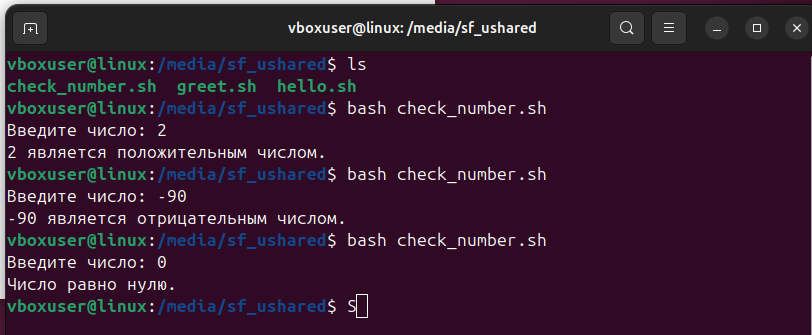 vboxuser@linux: /media/sf_ushared
vboxuser@linux:/media/sf_ushared$ ls
check_number.sh  greet.sh  hello.sh
vboxuser@linux:/media/sf_ushared$ bash check_number.sh
Введите число: 2
2 является положительным числом.
vboxuser@linux:/media/sf_ushared$ bash check_number.sh
Введите число: -90
-90 является отрицательным числом.
vboxuser@linux:/media/sf_ushared$ bash check_number.sh
Введите число: 0
Число равно нулю.
vboxuser@linux:/media/sf_ushared$ S